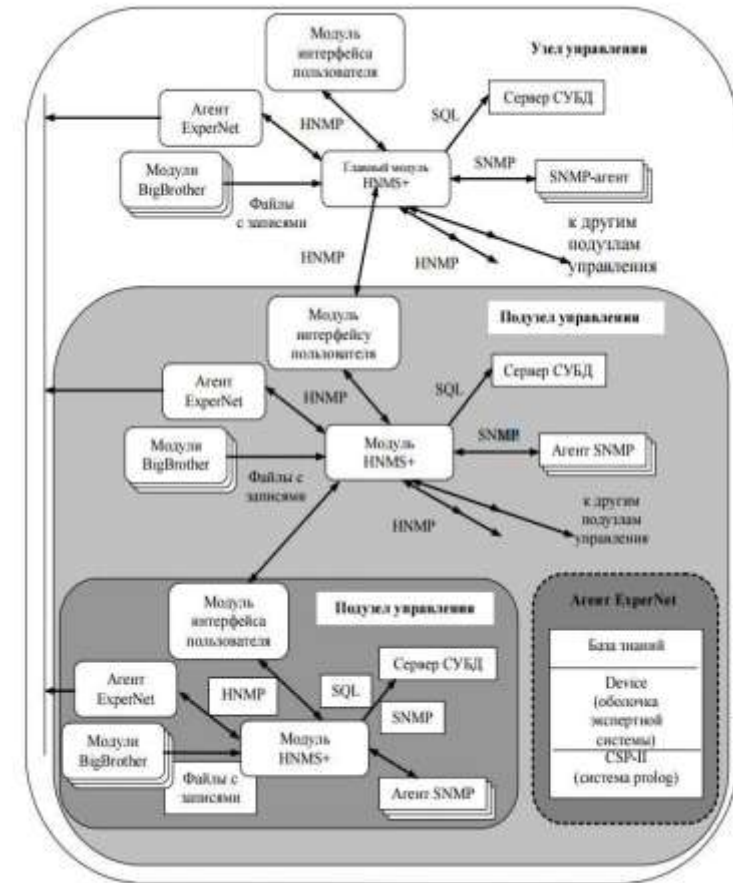 Модуль
интерфейса
пользователя
Узел управления
Агент
ExperNet
HNMP
SQL
Сервер СУБД
Модули
BigBrother
Главный модуль
HNMS+
SNMP
SNMP-агент
Файлы
с записями
HNMP
HNMP
к другим
подузлам
управления
Модуль
интерфейсу
пользователя
Подузел управления
Агент
ExperNet
HNMP
SQL
Сервер СУБД
Модули
BigBrother
Модуль
HNMS+
SNMP
Агент SNMP
Файлы с
записями
HNMP
к другим
подузлам
управления
Модуль
интерфейса
пользователя
Подузел управления
Агент
ExperNet
HNMP
SQL
Сервер СУБД
SNMP
Модули
BigBrother
Модуль
HNMS+
Файлы с
записями
Агент SNMP
Агент ExperNet
База знаний
Device
(оболочка
экспертной
системы)
CSP-II
(система prolog)